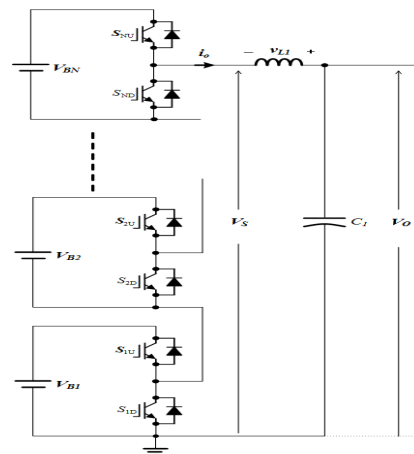 S_NU
i_o
− v_L1 +
V_BN
S_ND
S_2U
V_S
C_1
V_O
V_B2
S_2D
S_1U
V_B1
S_1D